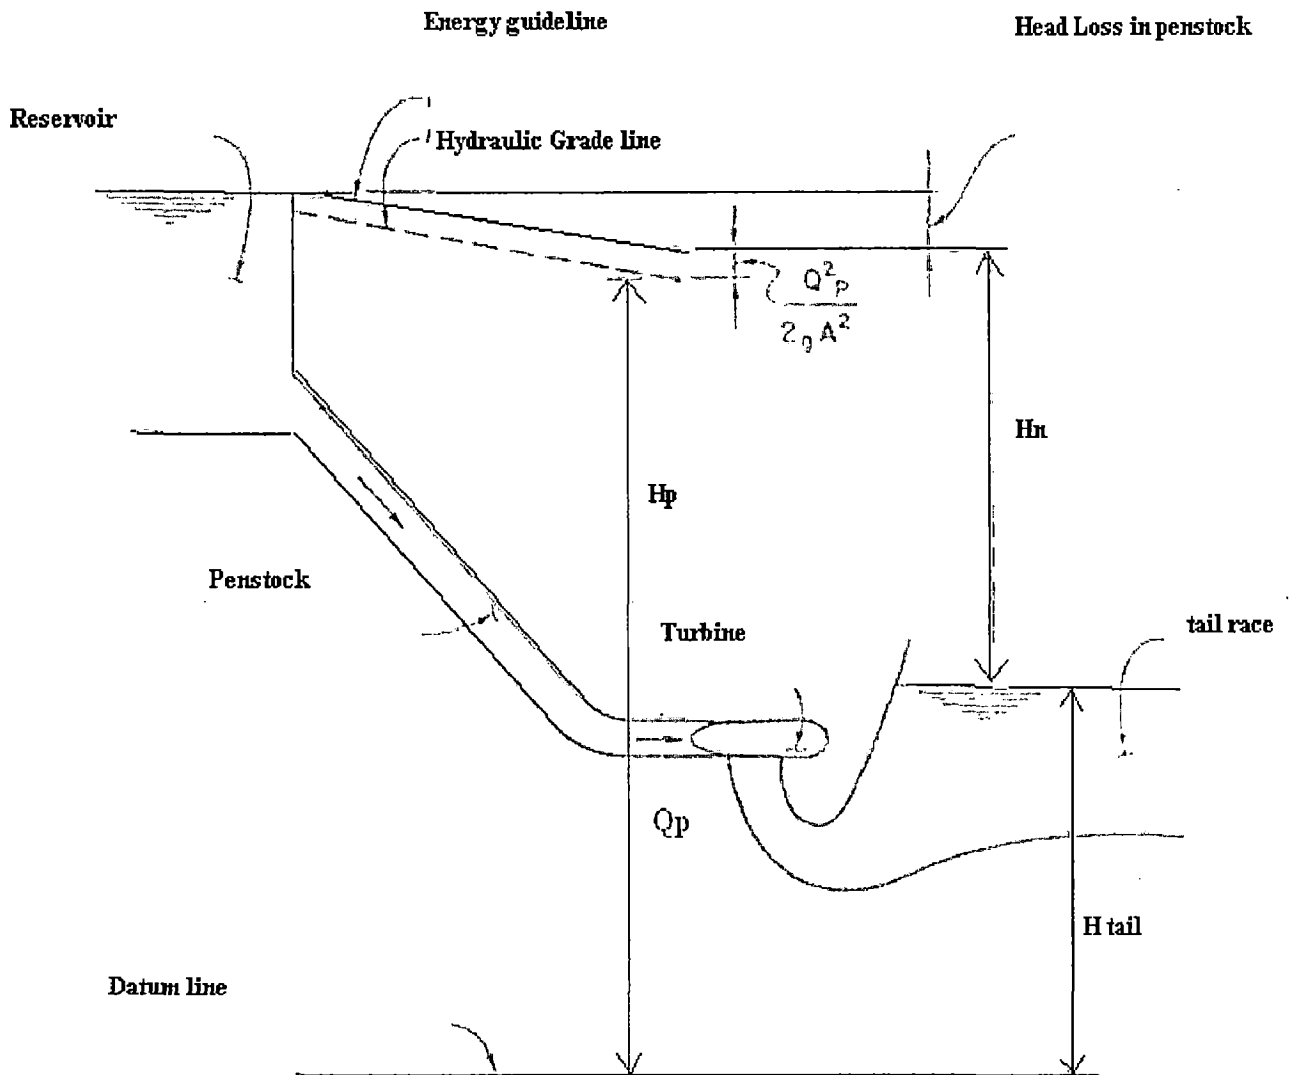 Energy guideline
Head Loss in penstock
Reservoir
Hydraulic Grade line
Q²p
2gA²
Hn
Hp
Penstock
Turbine
tail race
Qp
H tail
Datum line